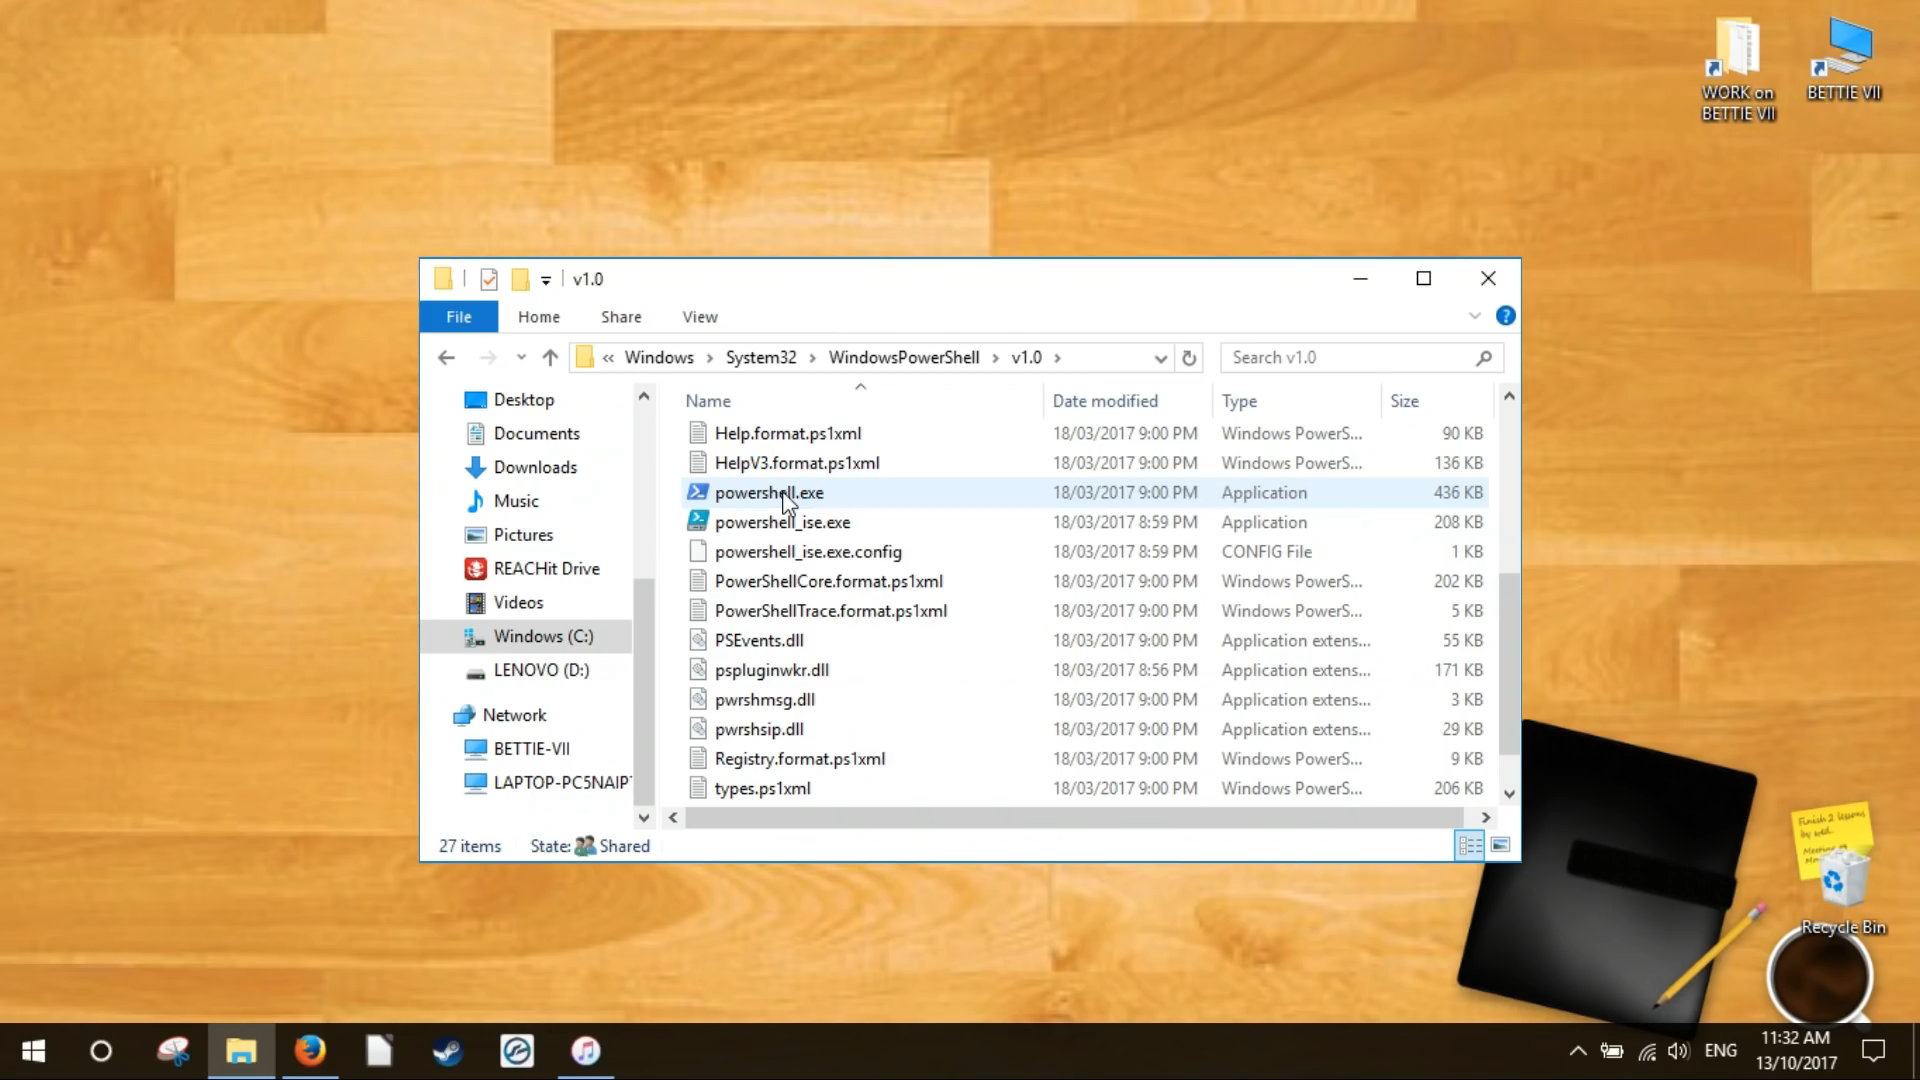 WORK on
BETTIE VII
BETTIE VII
v1.0
File Home Share View
« Windows > System32 > WindowsPowerShell > v1.0 >
Search v1.0
Desktop
Documents
Downloads
Music
Pictures
REACHit Drive
Videos
Windows (C:)
LENOVO (D:)
Network
BETTIE-VII
LAPTOP-PC5NAIP
Name Date modified Type Size
Help.format.ps1xml 18/03/2017 9:00 PM Windows PowerS... 90 KB
HelpV3.format.ps1xml 18/03/2017 9:00 PM Windows PowerS... 136 KB
powershell.exe 18/03/2017 9:00 PM Application 436 KB
powershell_ise.exe 18/03/2017 8:59 PM Application 208 KB
powershell_ise.exe.config 18/03/2017 8:59 PM CONFIG File 1 KB
PowerShellCore.format.ps1xml 18/03/2017 9:00 PM Windows PowerS... 202 KB
PowerShellTrace.format.ps1xml 18/03/2017 9:00 PM Windows PowerS... 5 KB
PSEvents.dll 18/03/2017 9:00 PM Application extens... 55 KB
pspluginwkr.dll 18/03/2017 8:56 PM Application extens... 171 KB
pwrshmsg.dll 18/03/2017 9:00 PM Application extens... 3 KB
pwrshsip.dll 18/03/2017 9:00 PM Application extens... 29 KB
Registry.format.ps1xml 18/03/2017 9:00 PM Windows PowerS... 9 KB
types.ps1xml 18/03/2017 9:00 PM Windows PowerS... 206 KB
27 items State: Shared
Finish 2 lessons
by wed.
Meeting
Recycle Bin
ENG
11:32 AM
13/10/2017